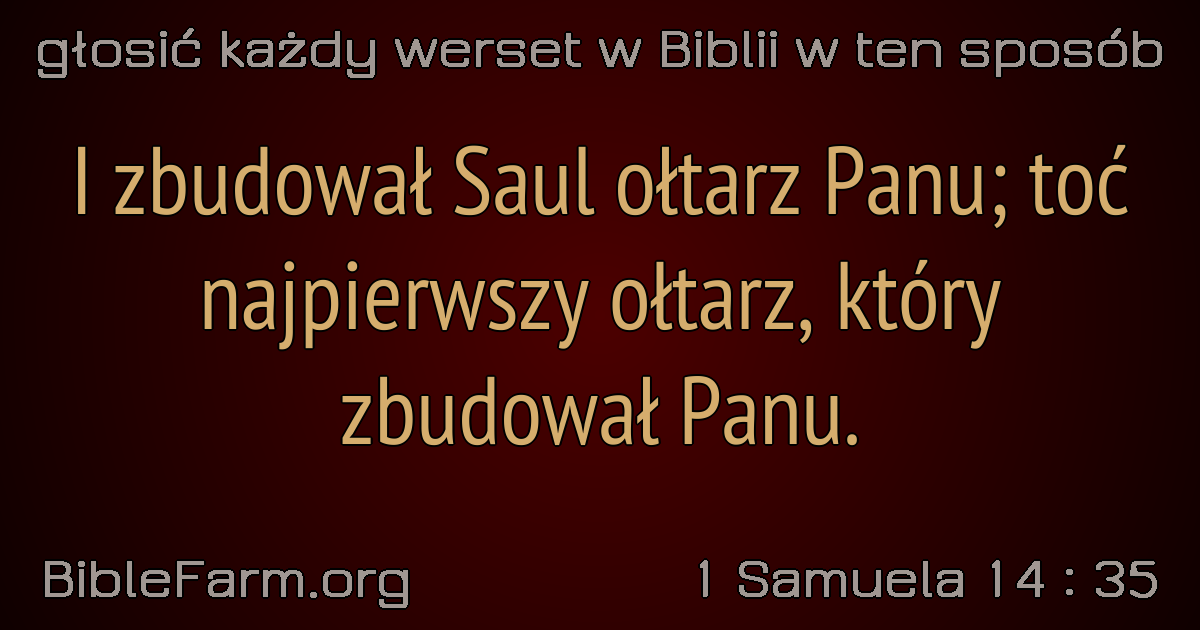 głosić każdy werset w Biblii w ten sposób
I zbudował Saul ołtarz Panu; toć
najpierwszy ołtarz, który
zbudował Panu.
BibleFarm.org
1 Samuela 14 : 35